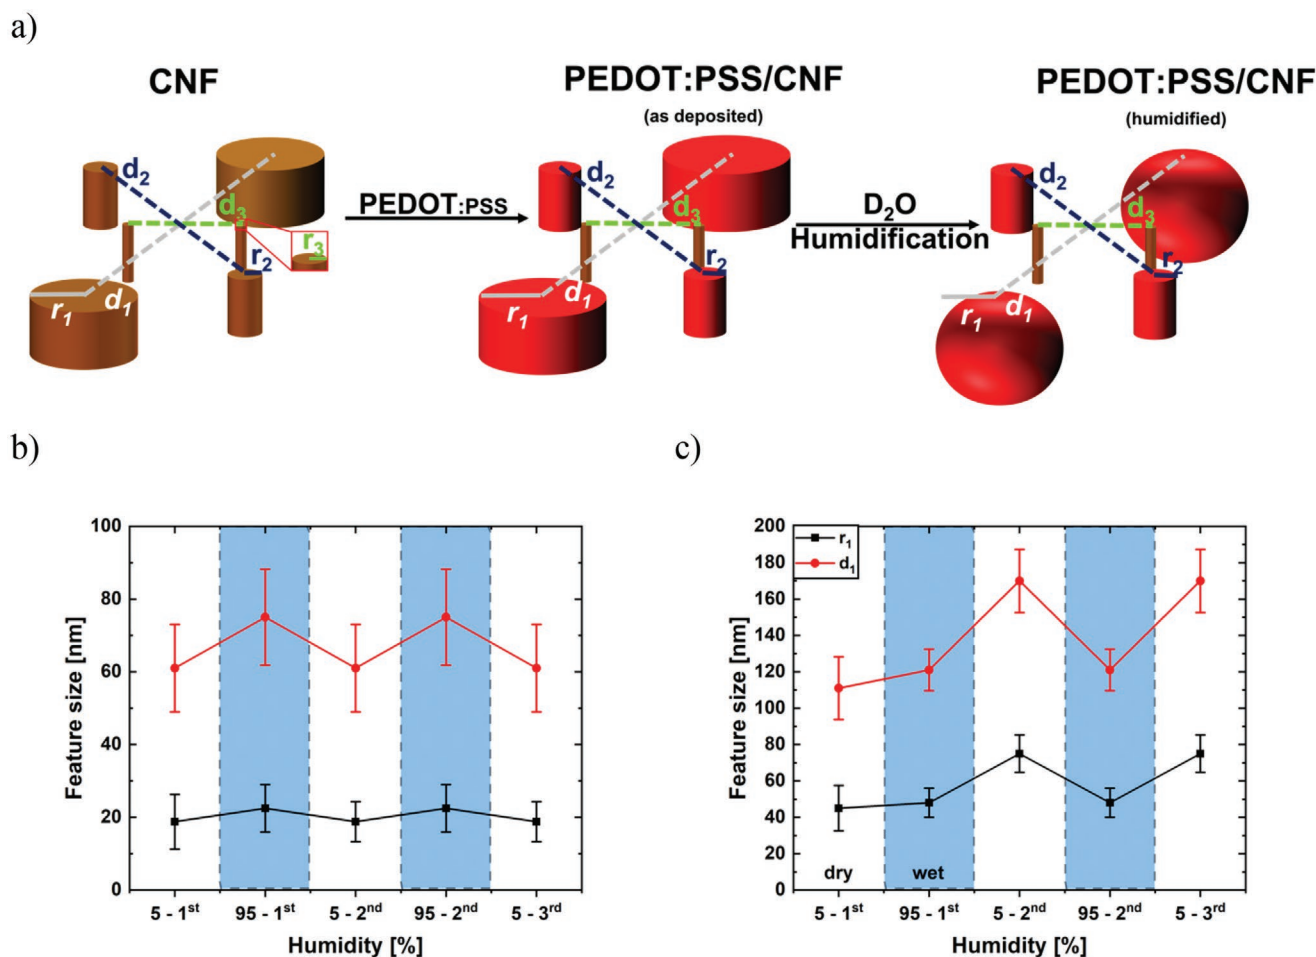 a)
CNF
PEDOT:PSS/CNF
(as deposited)
PEDOT:PSS/CNF
(humidified)
d2
d3
r3
r2
r1
d1
PEDOT:PSS
d2
d3
r2
r1
d1
D2O
Humidification
d2
d3
r2
r1
d1
b)
Feature size [nm]
100
80
60
40
20
0
5 - 1st
95 - 1st
5 - 2nd
95 - 2nd
5 - 3rd
Humidity [%]
c)
Feature size [nm]
200
180
160
140
120
100
80
60
40
20
0
r1
d1
dry
wet
5 - 1st
95 - 1st
5 - 2nd
95 - 2nd
5 - 3rd
Humidity [%]